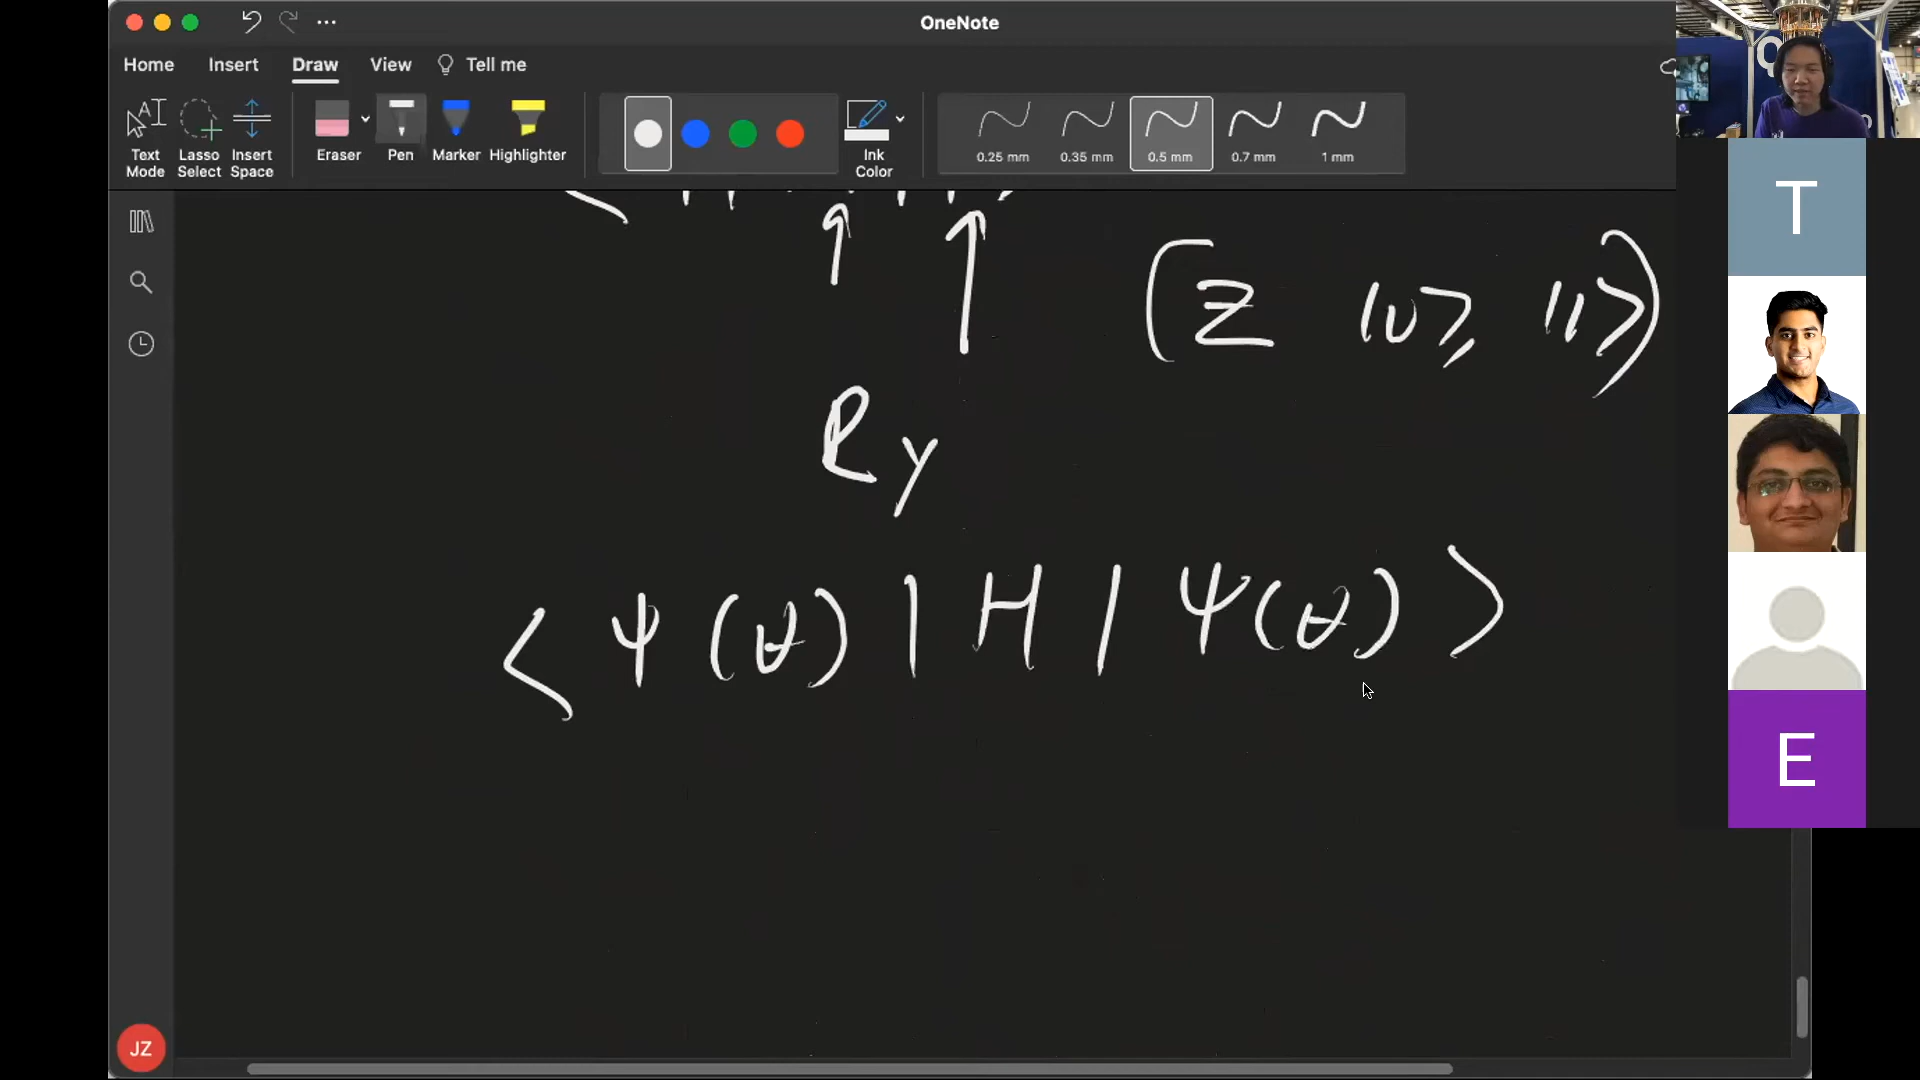 OneNote
Home Insert Draw View Tell me
Text Mode Lasso Select Insert Space Eraser Pen Marker Highlighter Ink Color 0.25 mm 0.35 mm 0.5 mm 0.7 mm 1 mm
T
(Z |0>, |1>)
Ry
<Ψ(θ)|H|Ψ(θ)>
E
JZ